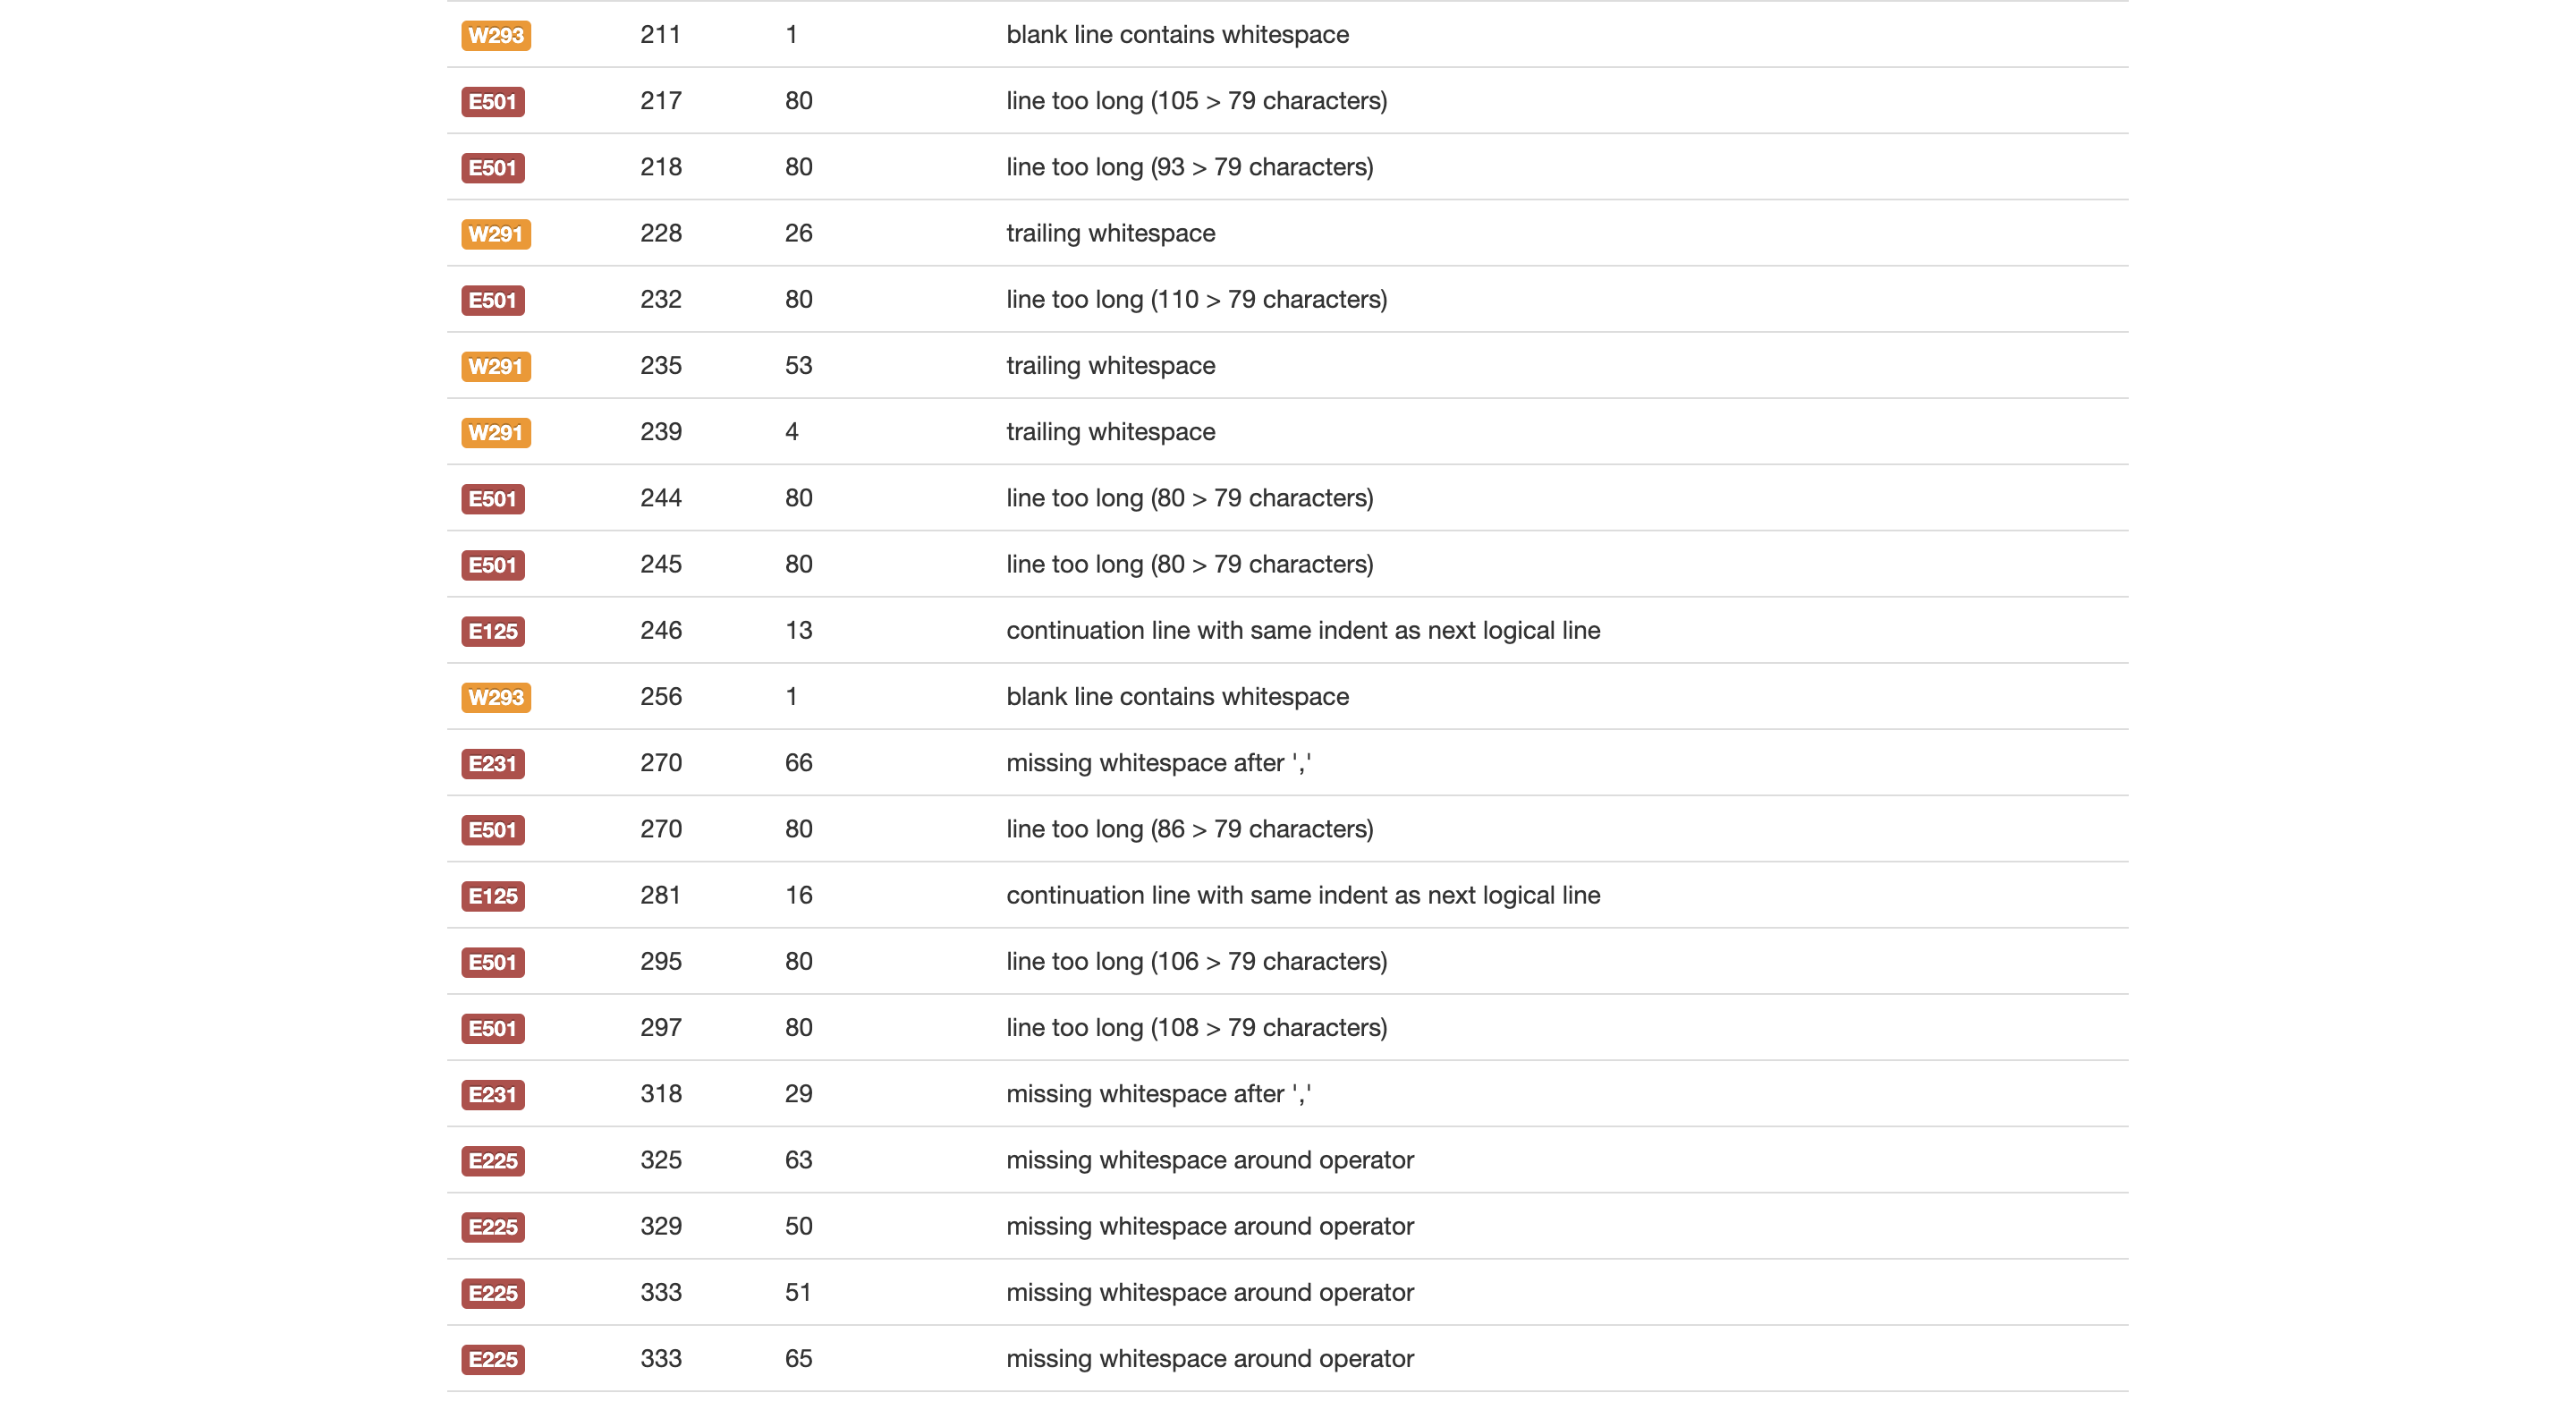 W293 211 1 blank line contains whitespace
E501 217 80 line too long (105 > 79 characters)
E501 218 80 line too long (93 > 79 characters)
W291 228 26 trailing whitespace
E501 232 80 line too long (110 > 79 characters)
W291 235 53 trailing whitespace
W291 239 4 trailing whitespace
E501 244 80 line too long (80 > 79 characters)
E501 245 80 line too long (80 > 79 characters)
E125 246 13 continuation line with same indent as next logical line
W293 256 1 blank line contains whitespace
E231 270 66 missing whitespace after ','
E501 270 80 line too long (86 > 79 characters)
E125 281 16 continuation line with same indent as next logical line
E501 295 80 line too long (106 > 79 characters)
E501 297 80 line too long (108 > 79 characters)
E231 318 29 missing whitespace after ','
E225 325 63 missing whitespace around operator
E225 329 50 missing whitespace around operator
E225 333 51 missing whitespace around operator
E225 333 65 missing whitespace around operator